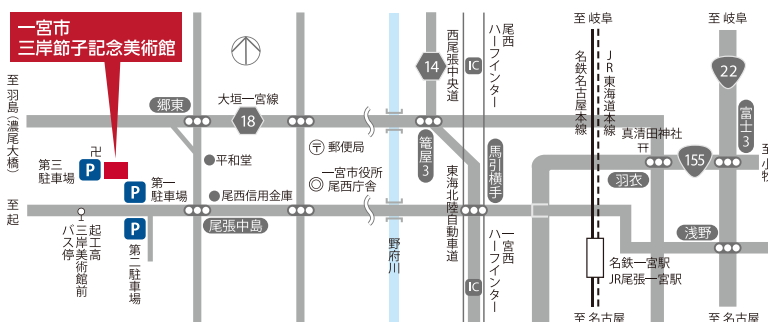 一宮市
三岸節子記念美術館
至 羽島(濃尾大橋)
至 起
郷東
大垣一宮線
18
平和堂
卍
第三
駐車場
P
第一
駐車場
P
P
第二駐車場
起工高
三岸美術館前
バス停
尾西信用金庫
尾張中島
〒 郵便局
一宮市役所
尾西庁舎
野府川
14
西尾張中央道
籠屋3
尾西
ハーフインター
IC
馬引横手
東海北陸自動車道
一宮西
ハーフインター
IC
至 岐阜
JR東海道本線
名鉄名古屋本線
真清田神社
羽衣
155
至 岐阜
22
富士3
至 小牧
浅野
名鉄一宮駅
JR尾張一宮駅
至 名古屋
至 名古屋